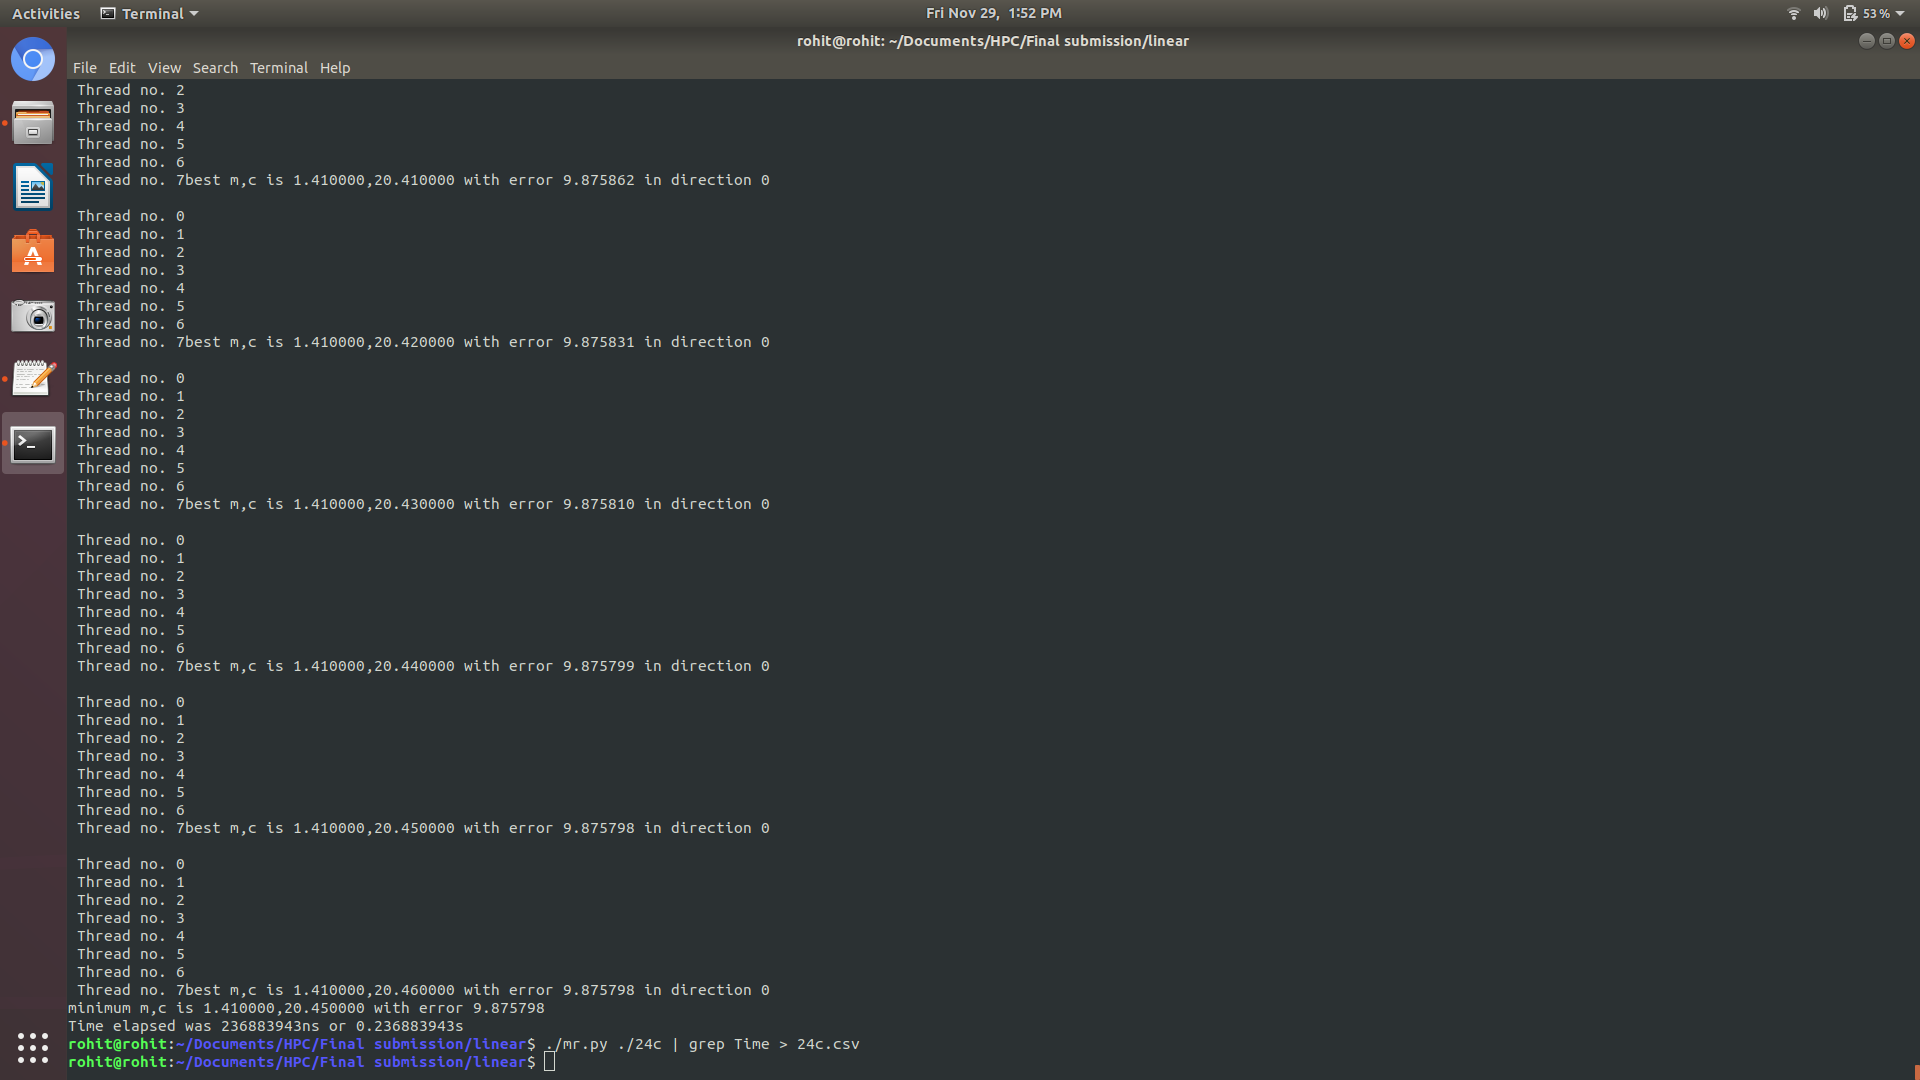 Activities Terminal Fri Nov 29, 1:52 PM 53 %
rohit@rohit: ~/Documents/HPC/Final submission/linear
File Edit View Search Terminal Help
Thread no. 2
Thread no. 3
Thread no. 4
Thread no. 5
Thread no. 6
Thread no. 7best m,c is 1.410000,20.410000 with error 9.875862 in direction 0
Thread no. 0
Thread no. 1
Thread no. 2
Thread no. 3
Thread no. 4
Thread no. 5
Thread no. 6
Thread no. 7best m,c is 1.410000,20.420000 with error 9.875831 in direction 0
Thread no. 0
Thread no. 1
Thread no. 2
Thread no. 3
Thread no. 4
Thread no. 5
Thread no. 6
Thread no. 7best m,c is 1.410000,20.430000 with error 9.875810 in direction 0
Thread no. 0
Thread no. 1
Thread no. 2
Thread no. 3
Thread no. 4
Thread no. 5
Thread no. 6
Thread no. 7best m,c is 1.410000,20.440000 with error 9.875799 in direction 0
Thread no. 0
Thread no. 1
Thread no. 2
Thread no. 3
Thread no. 4
Thread no. 5
Thread no. 6
Thread no. 7best m,c is 1.410000,20.450000 with error 9.875798 in direction 0
Thread no. 0
Thread no. 1
Thread no. 2
Thread no. 3
Thread no. 4
Thread no. 5
Thread no. 6
Thread no. 7best m,c is 1.410000,20.460000 with error 9.875798 in direction 0
minimum m,c is 1.410000,20.450000 with error 9.875798
Time elapsed was 236883943ns or 0.236883943s
rohit@rohit:~/Documents/HPC/Final submission/linear$ ./mr.py ./24c | grep Time > 24c.csv
rohit@rohit:~/Documents/HPC/Final submission/linear$